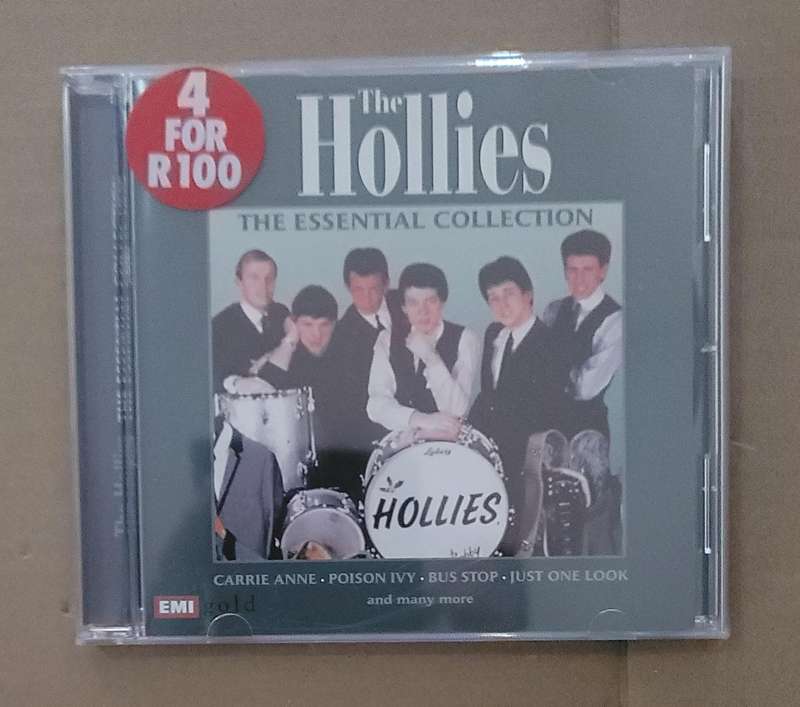 4
FOR
R100
The
Hollies
THE ESSENTIAL COLLECTION
Ludwig
HOLLIES
CARRIE ANNE • POISON IVY • BUS STOP • JUST ONE LOOK
and many more
EMI gold